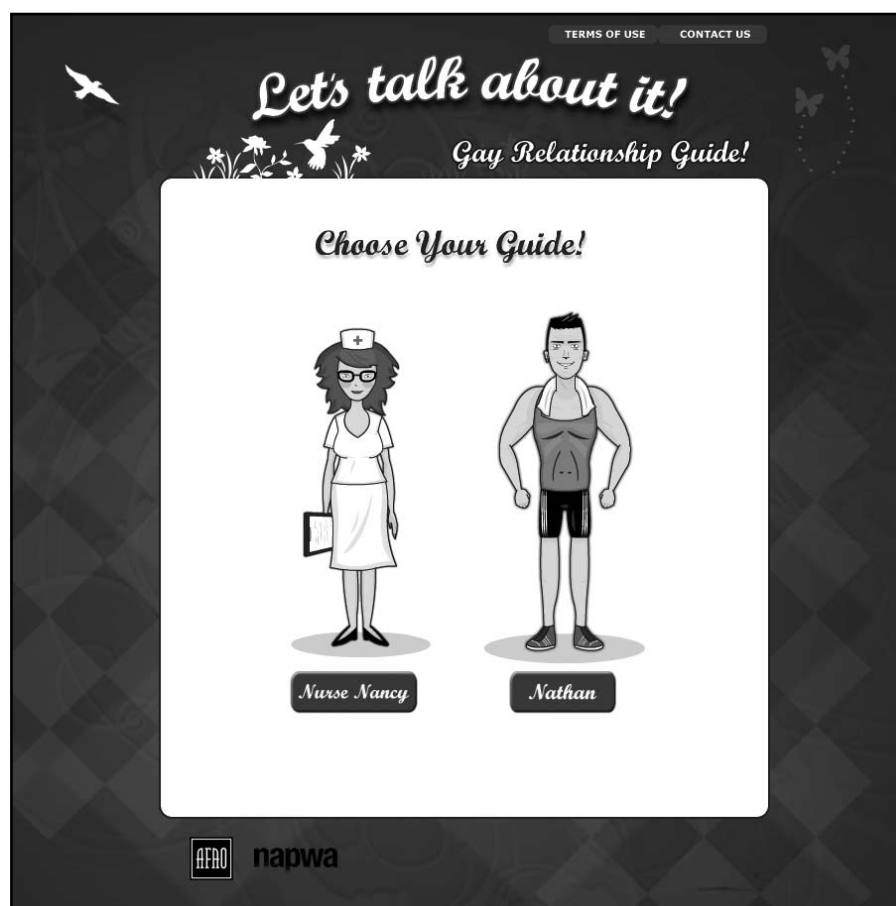 TERMS OF USE CONTACT US
Let's talk about it!
Gay Relationship Guide!
Choose Your Guide!
Nurse Nancy Nathan
AFAO napwa